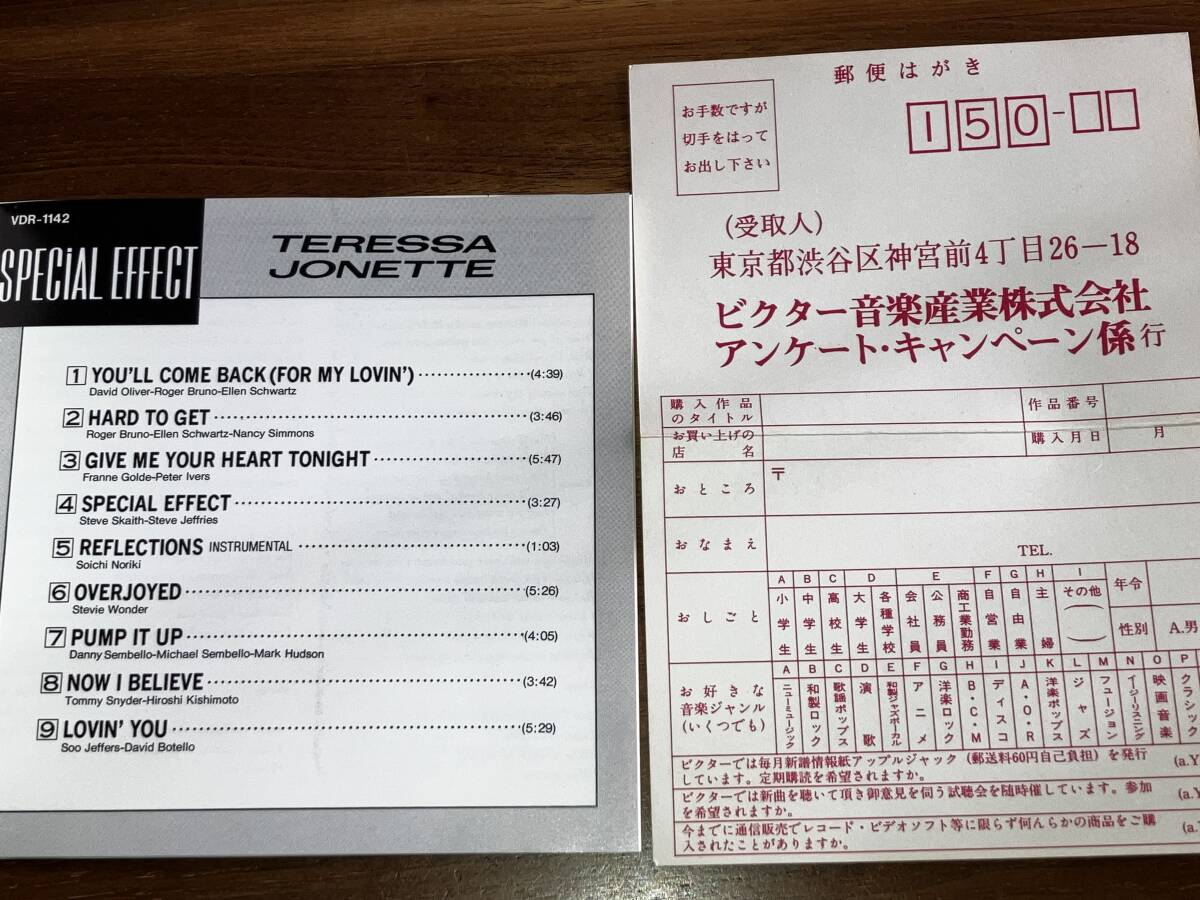 VDR-1142
SPECiAL EFFECT
TERESSA
JONETTE
1 YOU'LL COME BACK (FOR MY LOVIN') (4:39)
David Oliver-Roger Bruno-Ellen Schwartz
2 HARD TO GET (3:46)
Roger Bruno-Ellen Schwartz-Nancy Simmons
3 GIVE ME YOUR HEART TONIGHT (5:47)
Franne Golde-Peter Ivers
4 SPECIAL EFFECT (3:27)
Steve Skaith-Steve Jeffries
5 REFLECTIONS INSTRUMENTAL (1:03)
Soichi Noriki
6 OVERJOYED (5:26)
Stevie Wonder
7 PUMP IT UP (4:05)
Danny Sembello-Michael Sembello-Mark Hudson
8 NOW I BELIEVE (3:42)
Tommy Snyder-Hiroshi Kishimoto
9 LOVIN' YOU (5:29)
Soo Jeffers-David Botello
郵便はがき
お手数ですが
切手をはって
お出し下さい
150-
(受取人)
東京都渋谷区神宮前4丁目26-18
ビクター音楽産業株式会社
アンケート・キャンペーン係行
購入作品
のタイトル
作品番号
お買い上げの
店名
購入月日 月
おところ
〒
おなまえ
TEL.
おしごと
A 小学生
B 中学生
C 高校生
D 大学生 各種学校
E 会社員 公務員 商工業勤務
F 自営業
G 自由業
H 主婦
I その他
年令
性別 A.男
お好きな
音楽ジャンル
(いくつでも)
A ニューミュージック
B 和製ロック
C 歌謡ポップス
D 演歌
E 和製ジャズボーカル
F アニメ
G 洋楽ロック
H B・C・M
I ディスコ
J A・O・R
K 洋楽ポップス
L ジャズ
M フュージョン
N イージーリスニング
O 映画音楽
P クラシック
ビクターでは毎月新譜情報紙アップルジャック(郵送料60円自己負担)を発行
しています。定期購読を希望されますか。
(a.Y
ビクターでは新曲を聴いて頂き御意見を伺う試聴会を随時催しています。参加
を希望されますか。
(a.Y
今までに通信販売でレコード・ビデオソフト等に限らず何んらかの商品をご購
入されたことがありますか。
(a.Y